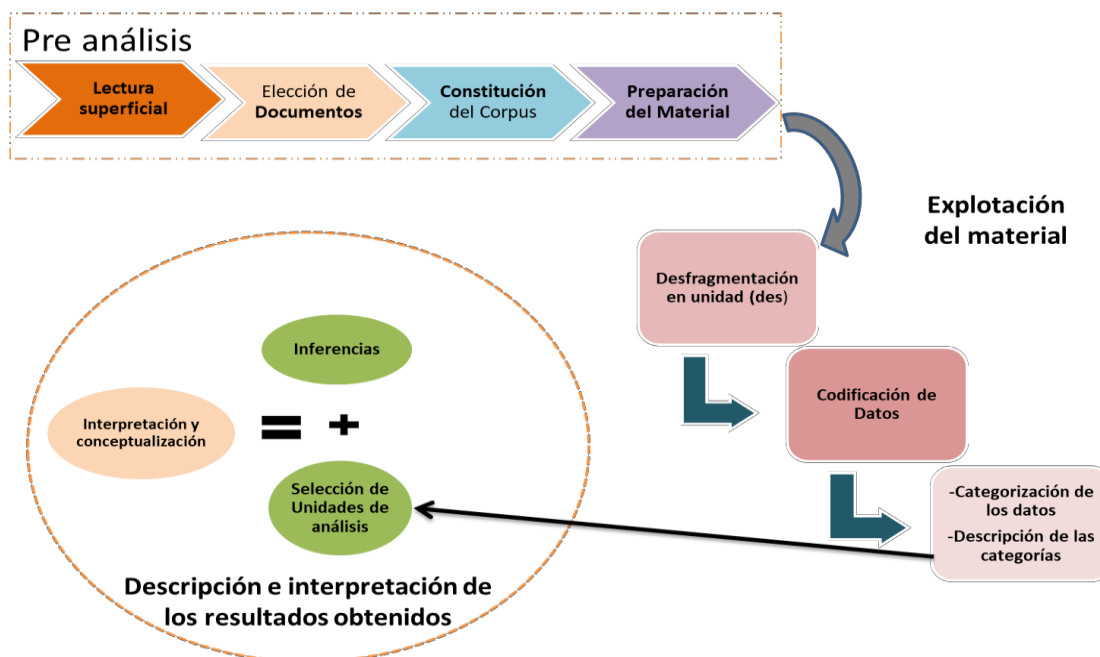 Pre análisis
Lectura
superficial
Elección de
Documentos
Constitución
del Corpus
Preparación
del Material
Explotación
del material
Desfragmentación
en unidad (des)
Codificación de
Datos
-Categorización de
los datos
-Descripción de las
categorías
Inferencias
Interpretación y
conceptualización
= +
Selección de
Unidades de
análisis
Descripción e interpretación de
los resultados obtenidos